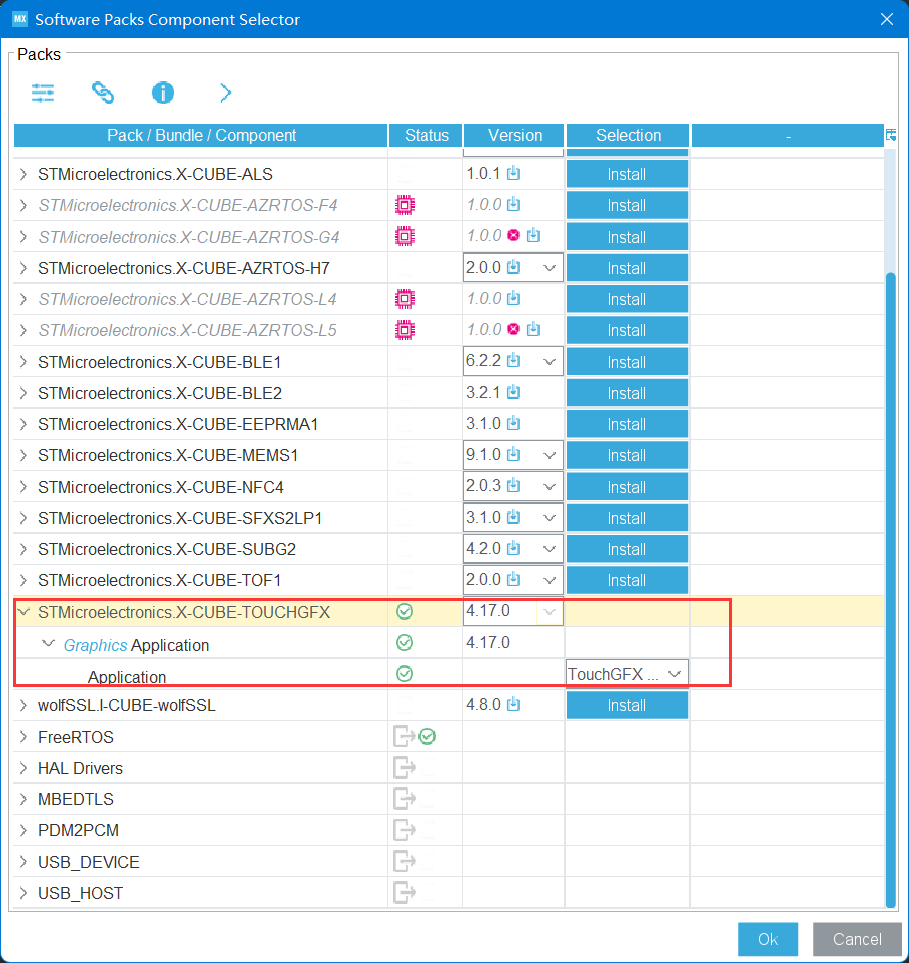 MX Software Packs Component Selector
Packs
Pack / Bundle / Component Status Version Selection -
STMicroelectronics.X-CUBE-ALS 1.0.1 Install
STMicroelectronics.X-CUBE-AZRTOS-F4 1.0.0 Install
STMicroelectronics.X-CUBE-AZRTOS-G4 1.0.0 Install
STMicroelectronics.X-CUBE-AZRTOS-H7 2.0.0 Install
STMicroelectronics.X-CUBE-AZRTOS-L4 1.0.0 Install
STMicroelectronics.X-CUBE-AZRTOS-L5 1.0.0 Install
STMicroelectronics.X-CUBE-BLE1 6.2.2 Install
STMicroelectronics.X-CUBE-BLE2 3.2.1 Install
STMicroelectronics.X-CUBE-EEPRMA1 3.1.0 Install
STMicroelectronics.X-CUBE-MEMS1 9.1.0 Install
STMicroelectronics.X-CUBE-NFC4 2.0.3 Install
STMicroelectronics.X-CUBE-SFXS2LP1 3.1.0 Install
STMicroelectronics.X-CUBE-SUBG2 4.2.0 Install
STMicroelectronics.X-CUBE-TOF1 2.0.0 Install
STMicroelectronics.X-CUBE-TOUCHGFX 4.17.0
Graphics Application 4.17.0
Application TouchGFX ...
wolfSSL.I-CUBE-wolfSSL 4.8.0 Install
FreeRTOS
HAL Drivers
MBEDTLS
PDM2PCM
USB_DEVICE
USB_HOST
Ok Cancel